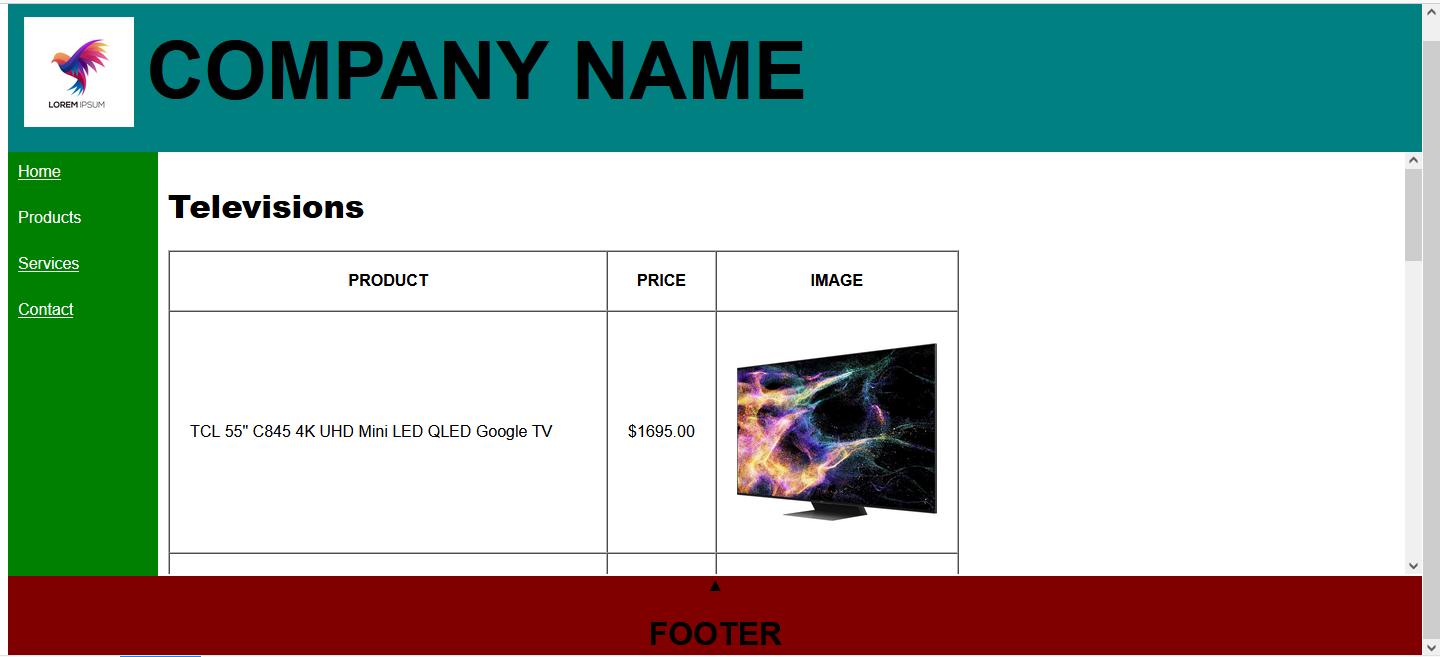 LOREM IPSUM
COMPANY NAME
Home
Products
Services
Contact
Televisions
PRODUCT PRICE IMAGE
TCL 55" C845 4K UHD Mini LED QLED Google TV $1695.00
▲
FOOTER